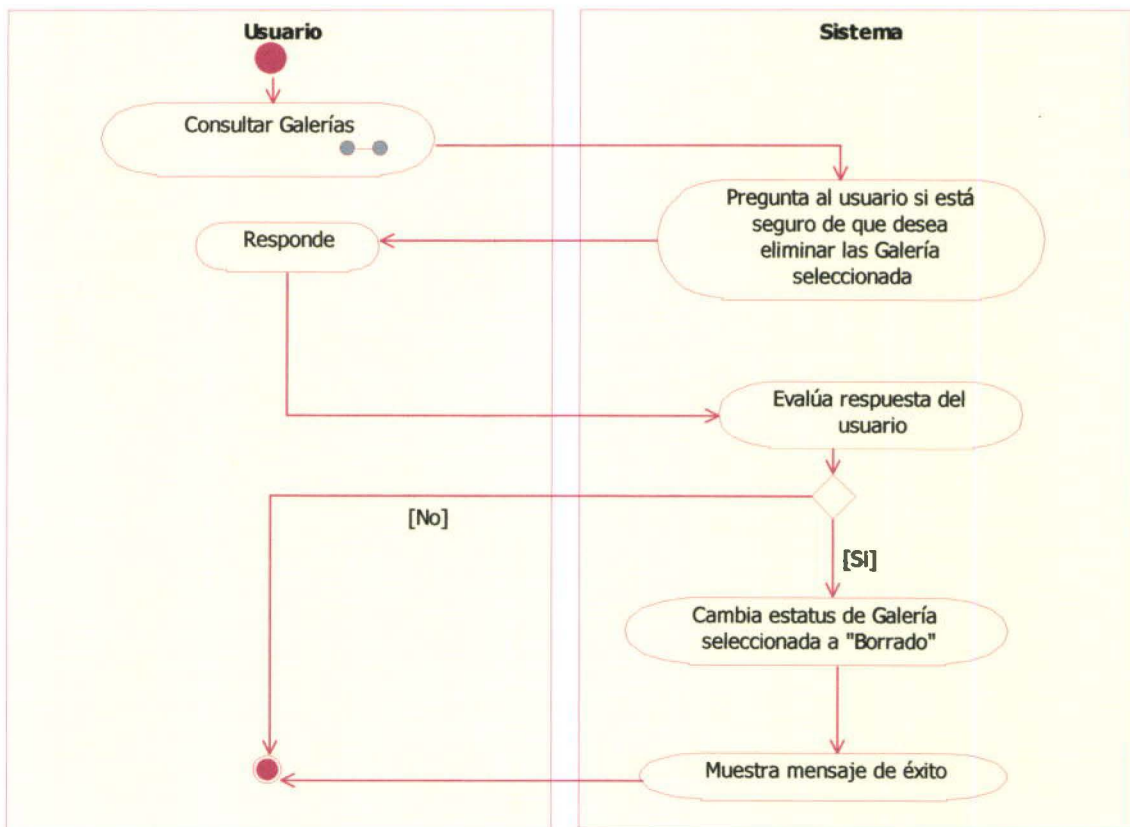 Usuario
Sistema
Consultar Galerías
Pregunta al usuario si está
seguro de que desea
eliminar las Galería
seleccionada
Responde
Evalúa respuesta del
usuario
[No]
[Si]
Cambia estatus de Galería
seleccionada a "Borrado"
Muestra mensaje de éxito